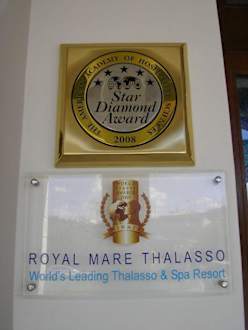 THE AMERICAN ACADEMY OF HOSPITALITY SCIENCES
Star
Diamond
Award
2008
ROYAL MARE THALASSO
World's Leading Thalasso & Spa Resort